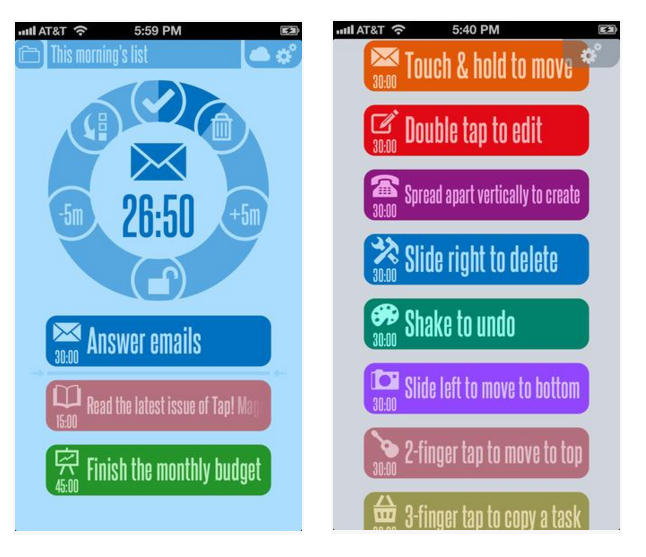 AT&T 5:59 PM
This morning's list
26:50
-5m
+5m
Answer emails
30:00
Read the latest issue of Tap! Mag
15:00
Finish the monthly budget
45:00
AT&T 5:40 PM
Touch & hold to move
30:00
Double tap to edit
30:00
Spread apart vertically to create
30:00
Slide right to delete
30:00
Shake to undo
30:00
Slide left to move to bottom
30:00
2-finger tap to move to top
30:00
3-finger tap to copy a task